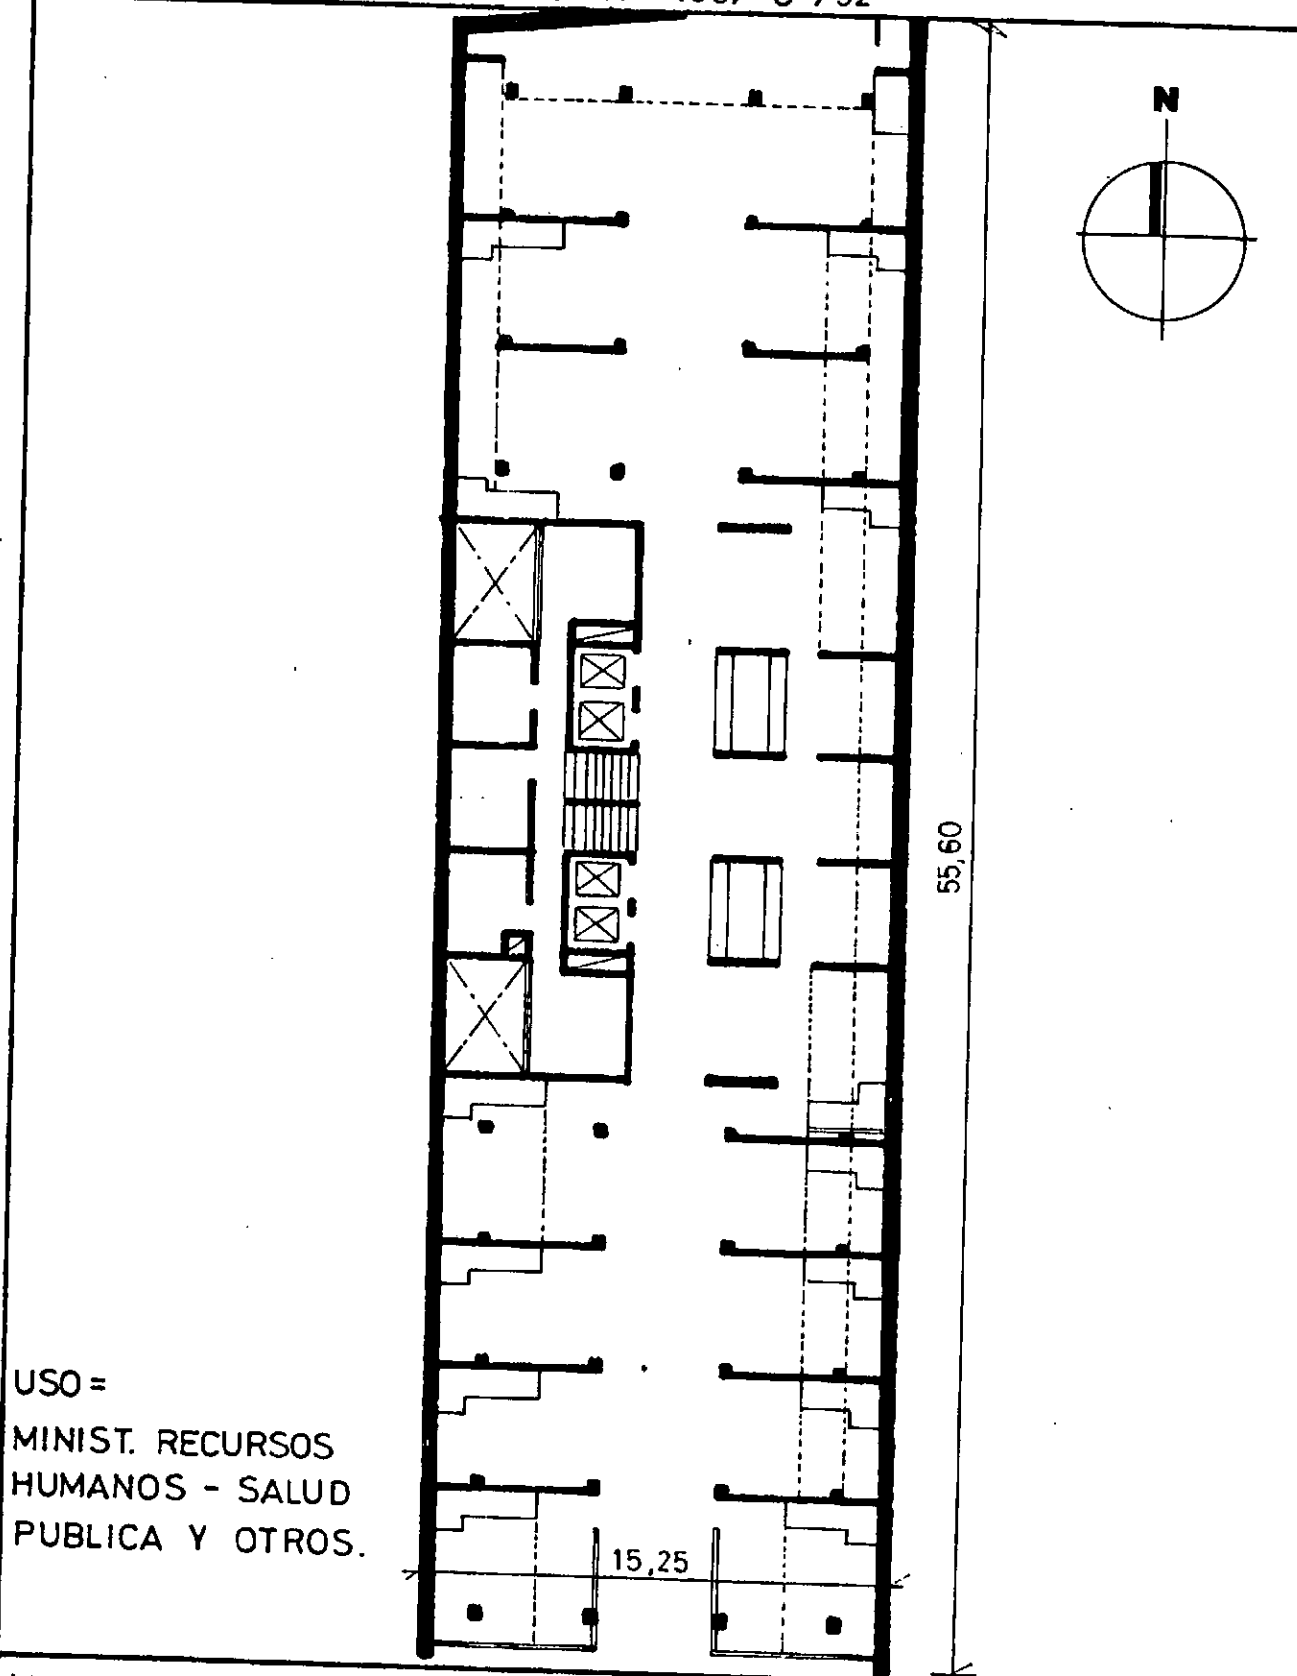 N
55,60
USO =
MINIST. RECURSOS
HUMANOS - SALUD
PUBLICA Y OTROS.
15,25